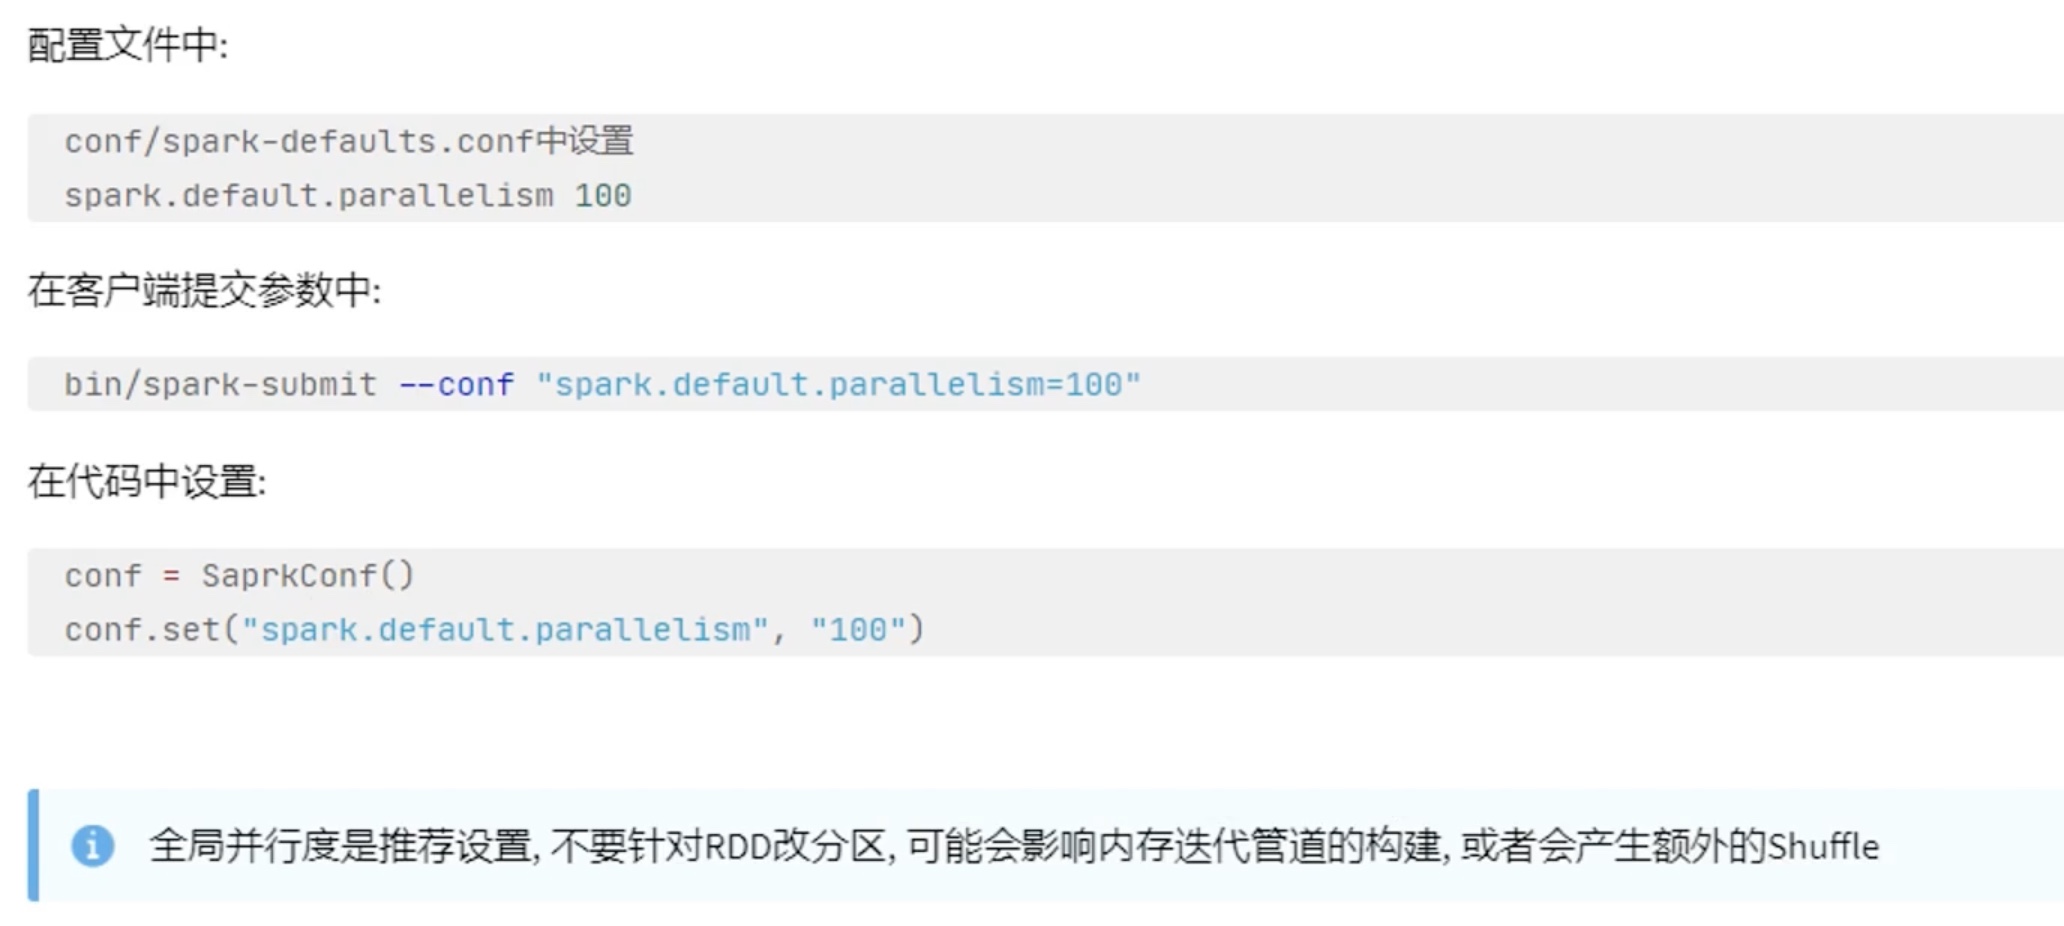 配置文件中:
conf/spark-defaults.conf中设置
spark.default.parallelism 100
在客户端提交参数中:
bin/spark-submit --conf "spark.default.parallelism=100"
在代码中设置:
conf = SaprkConf()
conf.set("spark.default.parallelism", "100")
全局并行度是推荐设置, 不要针对RDD改分区, 可能会影响内存迭代管道的构建, 或者会产生额外的Shuffle